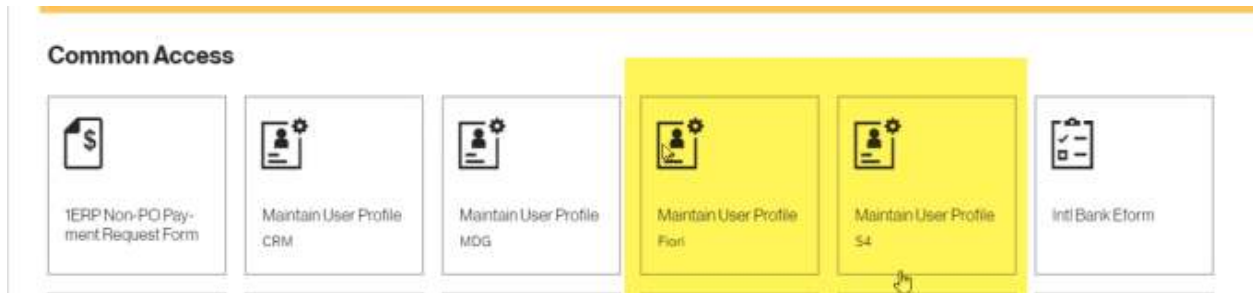 Common Access
$
1ERP Non-PO Pay-
ment Request Form
Maintain User Profile
CRM
Maintain User Profile
MDG
Maintain User Profile
Fiori
Maintain User Profile
S4
Intl Bank Eform